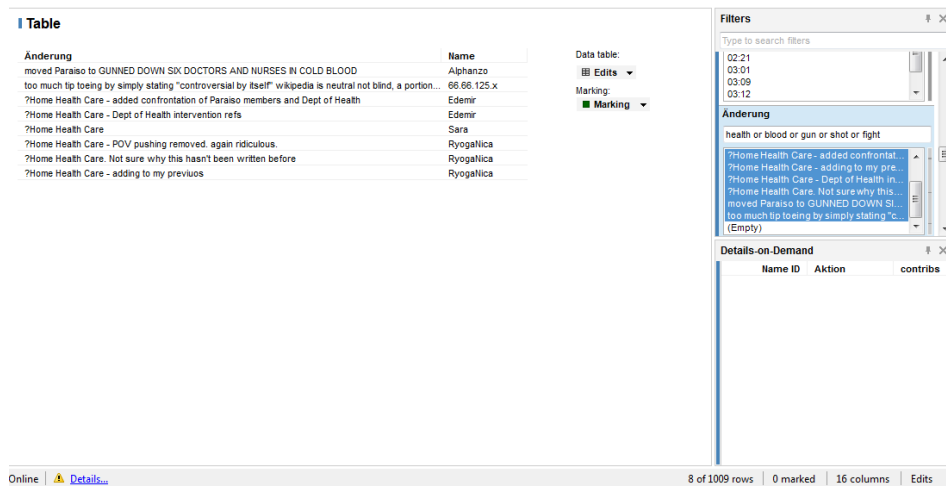 Table
Änderung Name
moved Paraiso to GUNNED DOWN SIX DOCTORS AND NURSES IN COLD BLOOD Alphanzo
too much tip toeing by simply stating "controversial by itself" wikipedia is neutral not blind, a portion... 66.66.125.x
?Home Health Care - added confrontation of Paraiso members and Dept of Health Edemir
?Home Health Care - Dept of Health intervention refs Edemir
?Home Health Care Sara
?Home Health Care - POV pushing removed. again ridiculous. RyogaNica
?Home Health Care. Not sure why this hasn't been written before RyogaNica
?Home Health Care - adding to my previuos RyogaNica
Data table:
Edits
Marking:
Marking
Filters
Type to search filters
02:21
03:01
03:09
03:12
Änderung
health or blood or gun or shot or fight
?Home Health Care - added confrontat...
?Home Health Care - adding to my pre...
?Home Health Care - Dept of Health in...
?Home Health Care. Not sure why this...
moved Paraiso to GUNNED DOWN SI...
too much tip toeing by simply stating "c...
(Empty)
Details-on-Demand
Name ID Aktion contribs
Online Details... 8 of 1009 rows 0 marked 16 columns Edits